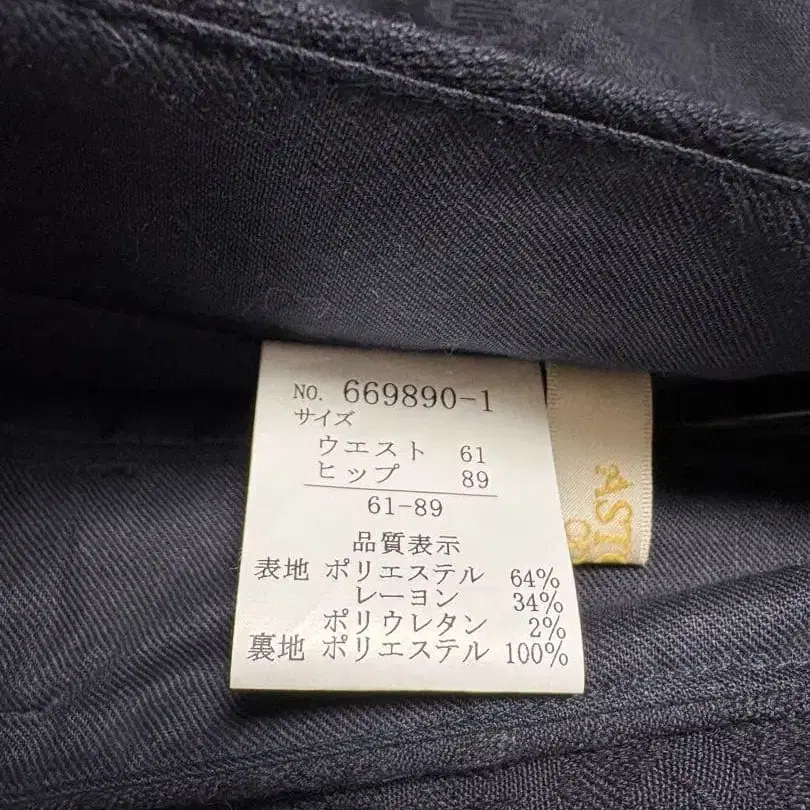 NO. 669890-1
サイズ
ウエスト 61
ヒップ 89
61-89
品質表示
表地 ポリエステル 64%
レーヨン 34%
ポリウレタン 2%
裏地 ポリエステル 100%